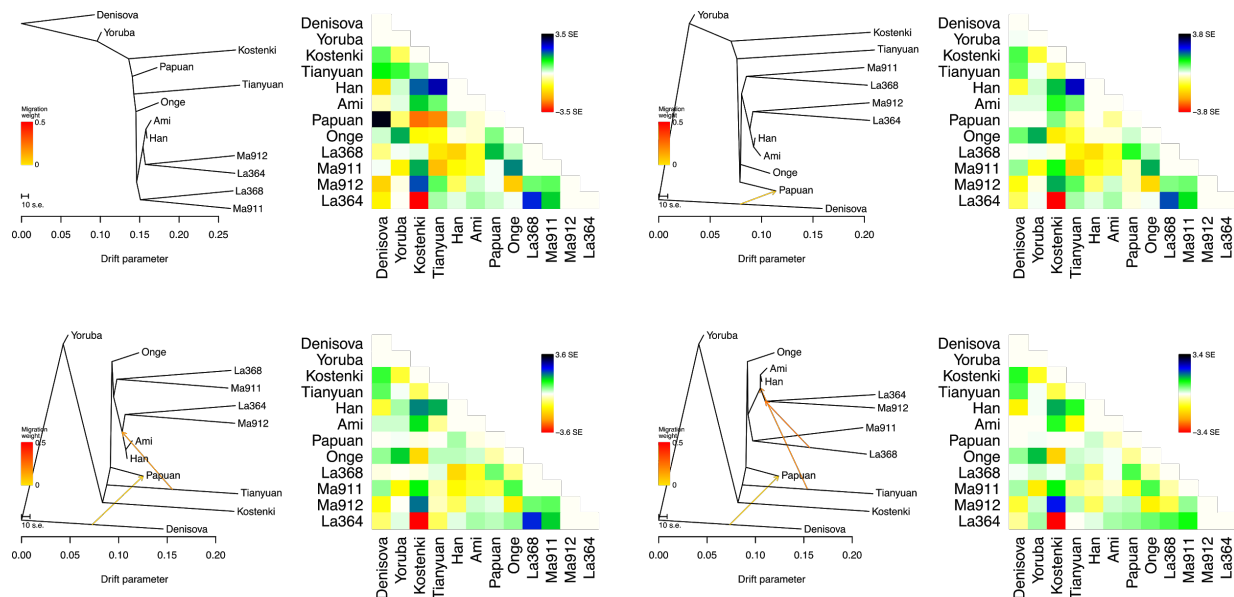 Denisova
Yoruba
Kostenki
Papuan
Tianyuan
Onge
Ami
Han
Ma912
La364
La368
Ma911
Migration
weight
0.5
0
10 s.e.
0.00 0.05 0.10 0.15 0.20 0.25
Drift parameter
Denisova
Yoruba
Kostenki
Tianyuan
Han
Ami
Papuan
Onge
La368
Ma911
Ma912
La364
3.5 SE
−3.5 SE
Denisova Yoruba Kostenki Tianyuan Han Ami Papuan Onge La368 Ma911 Ma912 La364
Yoruba
Kostenki
Tianyuan
Ma911
La368
Ma912
La364
Han
Ami
Onge
Papuan
Denisova
Migration
weight
0.5
0
10 s.e.
0.00 0.05 0.10 0.15
Drift parameter
Denisova
Yoruba
Kostenki
Tianyuan
Han
Ami
Papuan
Onge
La368
Ma911
Ma912
La364
3.8 SE
−3.8 SE
Denisova Yoruba Kostenki Tianyuan Han Ami Papuan Onge La368 Ma911 Ma912 La364
Yoruba
Onge
La368
Ma911
La364
Ma912
Ami
Han
Papuan
Tianyuan
Kostenki
Denisova
Migration
weight
0.5
0
10 s.e.
0.00 0.05 0.10 0.15 0.20
Drift parameter
Denisova
Yoruba
Kostenki
Tianyuan
Han
Ami
Papuan
Onge
La368
Ma911
Ma912
La364
3.6 SE
−3.6 SE
Denisova Yoruba Kostenki Tianyuan Han Ami Papuan Onge La368 Ma911 Ma912 La364
Yoruba
Onge
Ami
Han
La364
Ma912
Ma911
La368
Papuan
Tianyuan
Kostenki
Denisova
Migration
weight
0.5
0
10 s.e.
0.00 0.05 0.10 0.15 0.20
Drift parameter
Denisova
Yoruba
Kostenki
Tianyuan
Han
Ami
Papuan
Onge
La368
Ma911
Ma912
La364
3.4 SE
−3.4 SE
Denisova Yoruba Kostenki Tianyuan Han Ami Papuan Onge La368 Ma911 Ma912 La364